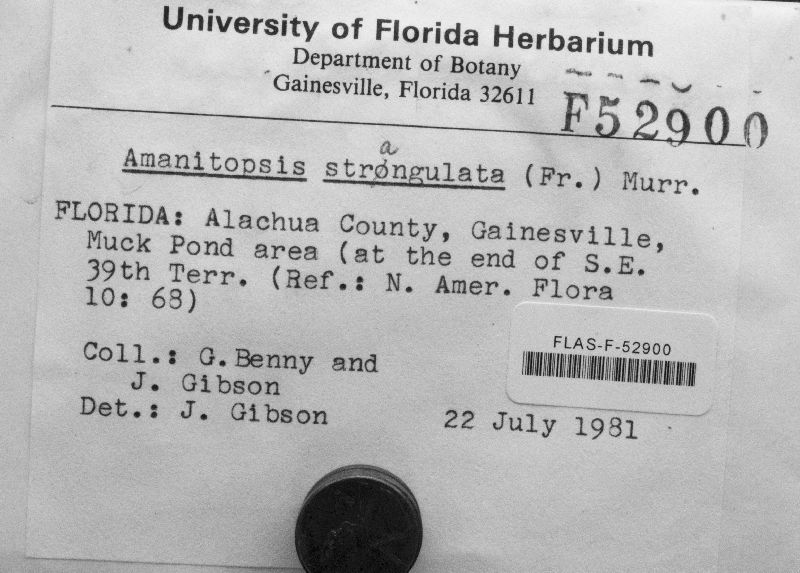 University of Florida Herbarium
Department of Botany
Gainesville, Florida 32611
F52900
a
Amanitopsis strongulata (Fr.) Murr.
FLORIDA: Alachua County, Gainesville,
Muck Pond area (at the end of S.E.
39th Terr. (Ref.: N. Amer. Flora
10: 68)
FLAS-F-52900
Coll.: G. Benny and
J. Gibson
Det.: J. Gibson
22 July 1981